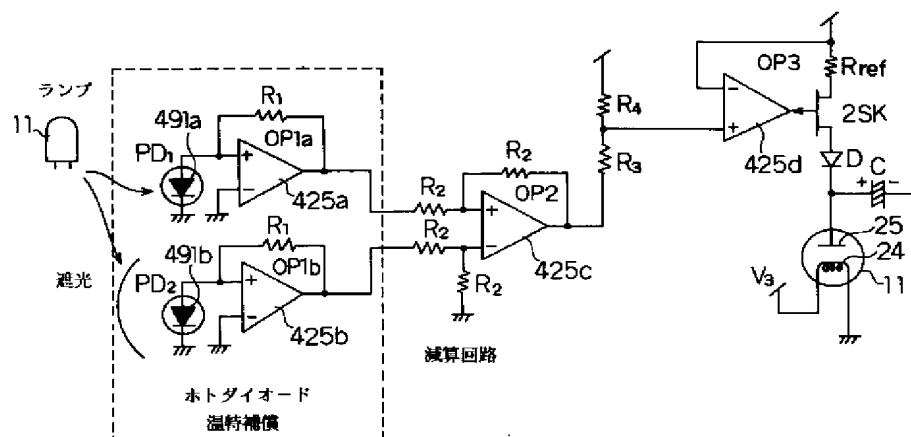 ランプ
11
491a
PD1
R1
OP1a
425a
遮光
491b
PD2
R1
OP1b
425b
ホトダイオード
温特補償
R2
R2
R2
R2
OP2
425c
減算回路
R4
R3
OP3
425d
Rref
2SK
D
C
25
24
11
V3